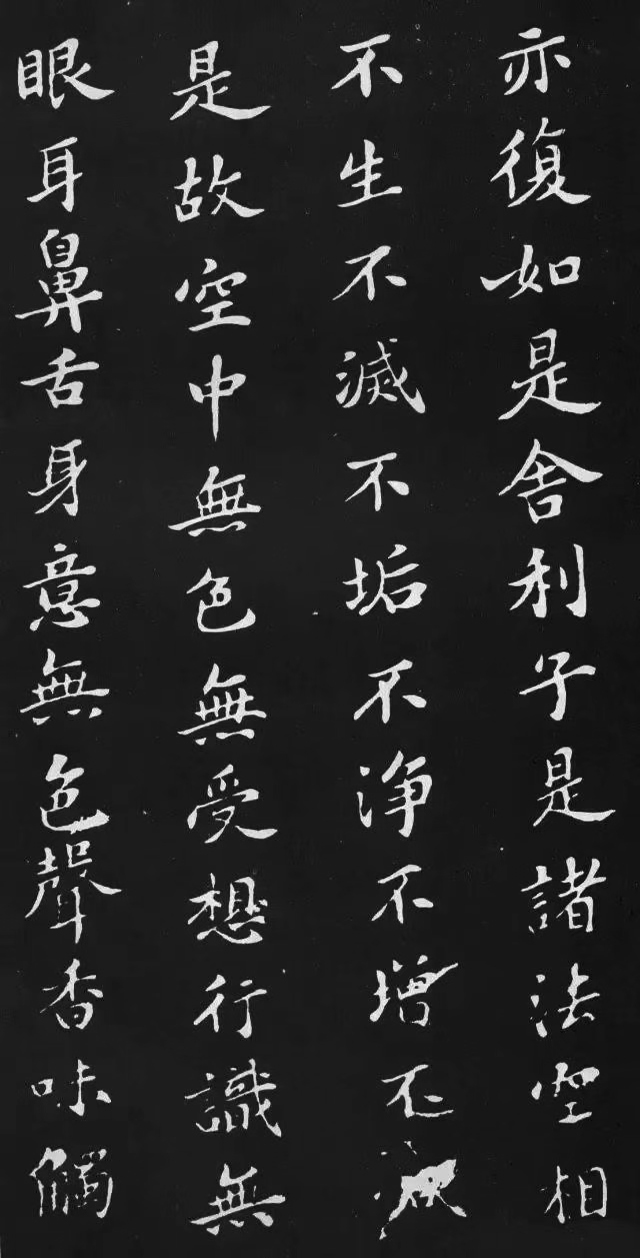 亦復如是舍利子是諸法空相
不生不滅不垢不淨不增不減
是故空中無色無受想行識無
眼耳鼻舌身意無色聲香味觸